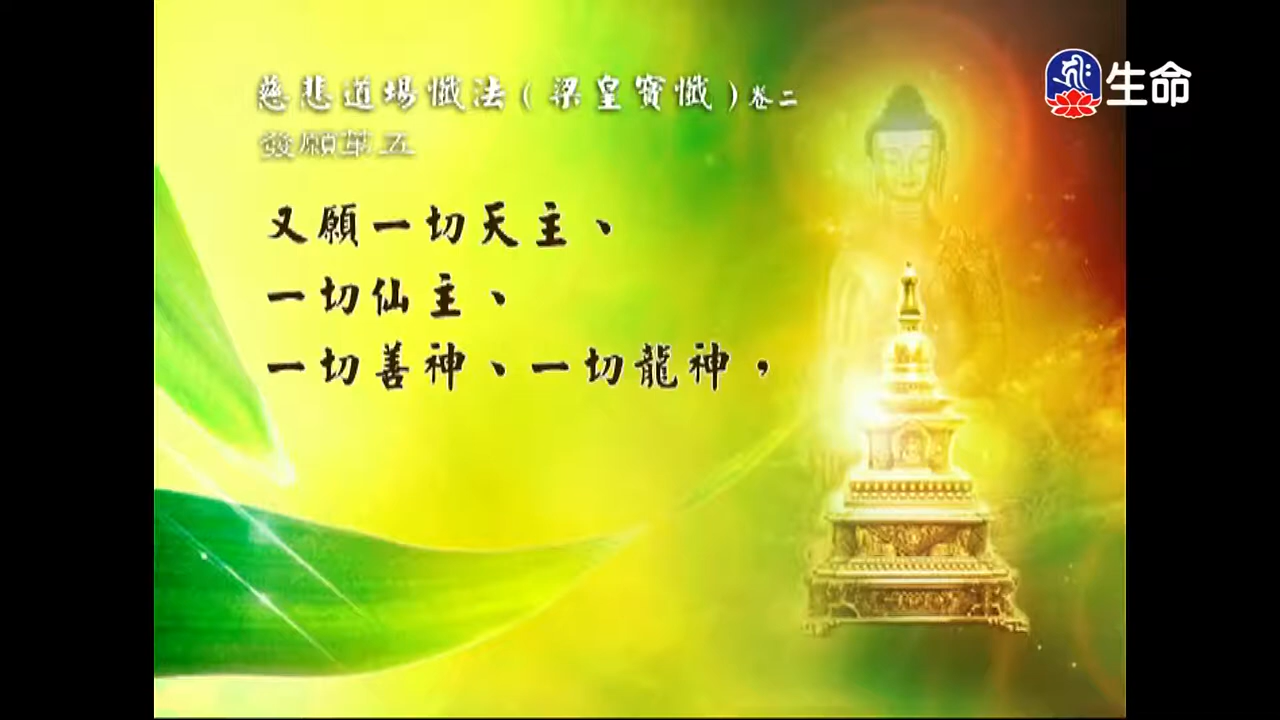 慈悲道場懺法(梁皇寶懺)卷二
發願第五
生命
又願一切天主、
一切仙主、
一切善神、一切龍神，